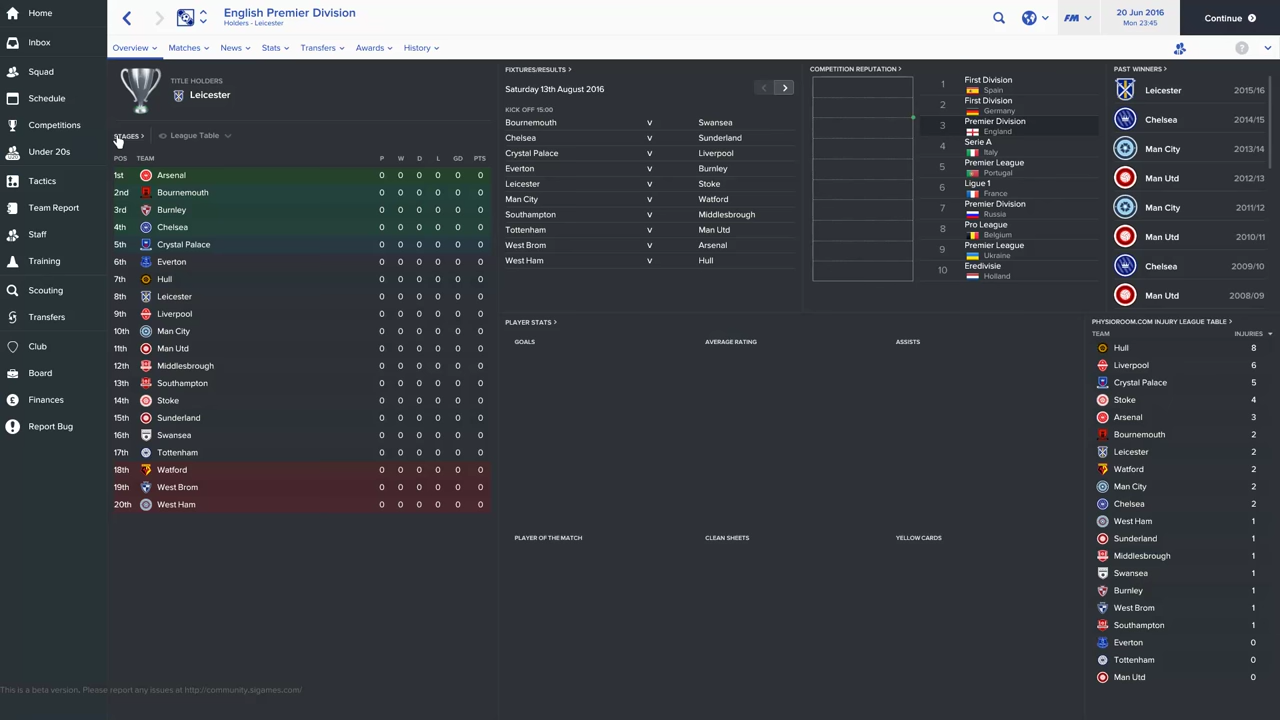 Home
Inbox
Squad
Schedule
Competitions
Under 20s
Tactics
Team Report
Staff
Training
Scouting
Transfers
Club
Board
Finances
Report Bug
English Premier Division
Holders - Leicester
FM
20 Jun 2016
Mon 23:45
Continue
Overview Matches News Stats Transfers Awards History
?
TITLE HOLDERS
Leicester
STAGES > League Table
POS TEAM P W D L GD PTS
1st Arsenal 0 0 0 0 0 0
2nd Bournemouth 0 0 0 0 0 0
3rd Burnley 0 0 0 0 0 0
4th Chelsea 0 0 0 0 0 0
5th Crystal Palace 0 0 0 0 0 0
6th Everton 0 0 0 0 0 0
7th Hull 0 0 0 0 0 0
8th Leicester 0 0 0 0 0 0
9th Liverpool 0 0 0 0 0 0
10th Man City 0 0 0 0 0 0
11th Man Utd 0 0 0 0 0 0
12th Middlesbrough 0 0 0 0 0 0
13th Southampton 0 0 0 0 0 0
14th Stoke 0 0 0 0 0 0
15th Sunderland 0 0 0 0 0 0
16th Swansea 0 0 0 0 0 0
17th Tottenham 0 0 0 0 0 0
18th Watford 0 0 0 0 0 0
19th West Brom 0 0 0 0 0 0
20th West Ham 0 0 0 0 0 0
FIXTURES/RESULTS >
Saturday 13th August 2016
KICK OFF 15:00
Bournemouth v Swansea
Chelsea v Sunderland
Crystal Palace v Liverpool
Everton v Burnley
Leicester v Stoke
Man City v Watford
Southampton v Middlesbrough
Tottenham v Man Utd
West Brom v Arsenal
West Ham v Hull
COMPETITION REPUTATION >
1 First Division
Spain
2 First Division
Germany
3 Premier Division
England
4 Serie A
Italy
5 Premier League
Portugal
6 Ligue 1
France
7 Premier Division
Russia
8 Pro League
Belgium
9 Premier League
Ukraine
10 Eredivisie
Holland
PAST WINNERS >
Leicester 2015/16
Chelsea 2014/15
Man City 2013/14
Man Utd 2012/13
Man City 2011/12
Man Utd 2010/11
Chelsea 2009/10
Man Utd 2008/09
PLAYER STATS >
GOALS AVERAGE RATING ASSISTS
PLAYER OF THE MATCH CLEAN SHEETS YELLOW CARDS
PHYSIOROOM.COM INJURY LEAGUE TABLE >
TEAM INJURIES
Hull 8
Liverpool 6
Crystal Palace 5
Stoke 4
Arsenal 3
Bournemouth 2
Leicester 2
Watford 2
Man City 2
Chelsea 2
West Ham 1
Sunderland 1
Middlesbrough 1
Swansea 1
Burnley 1
West Brom 1
Southampton 1
Everton 0
Tottenham 0
Man Utd 0
This is a beta version. Please report any issues at http://community.sigames.com/